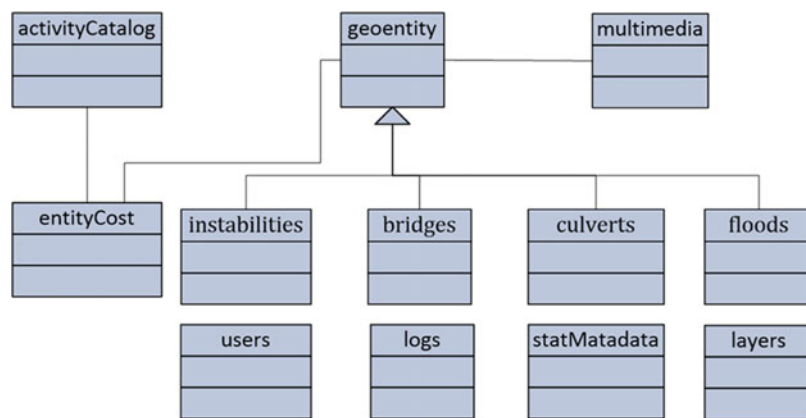 activityCatalog
geoentity
multimedia
entityCost
instabilities
bridges
culverts
floods
users
logs
statMatadata
layers